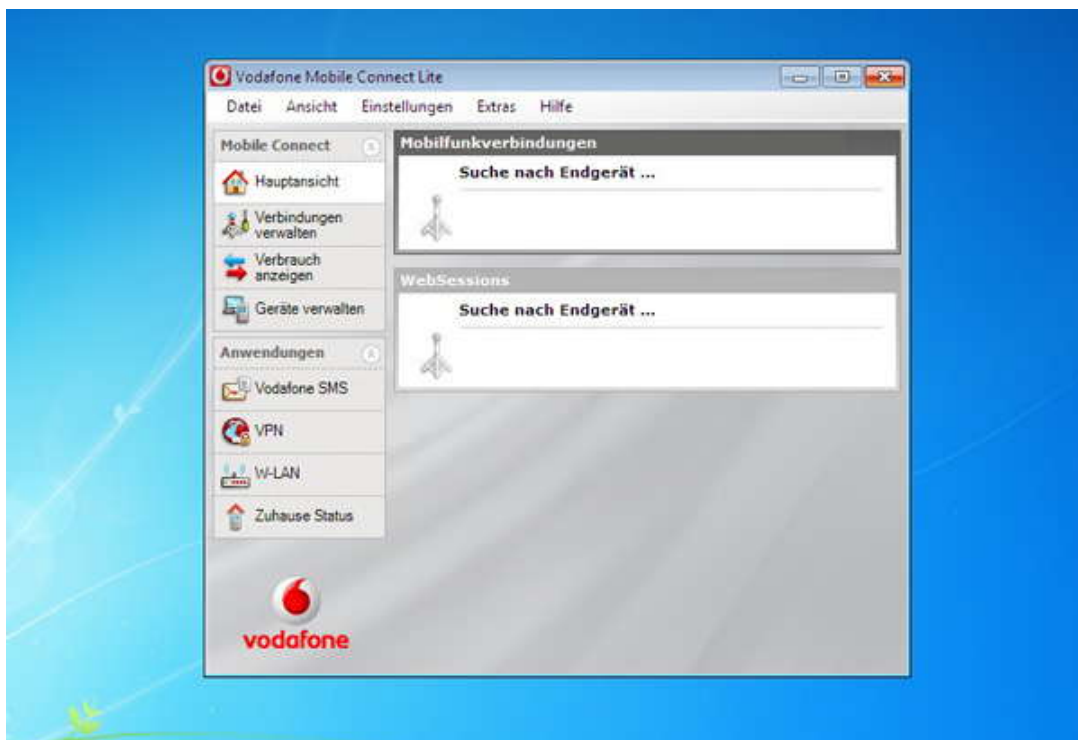 Vodafone Mobile Connect Lite
Datei Ansicht Einstellungen Extras Hilfe
Mobile Connect
Hauptansicht
Verbindungen
verwalten
Verbrauch
anzeigen
Geräte verwalten
Anwendungen
Vodafone SMS
VPN
W-LAN
Zuhause Status
vodafone
Mobilfunkverbindungen
Suche nach Endgerät ...
WebSessions
Suche nach Endgerät ...